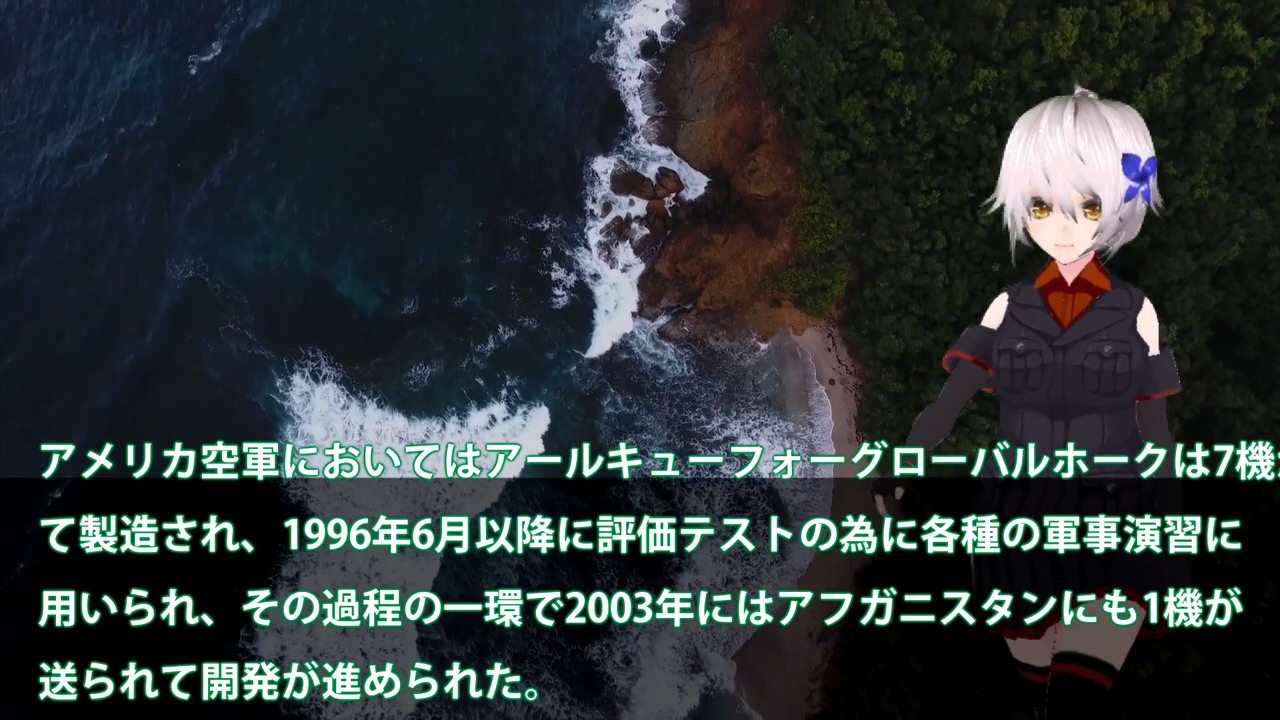 アメリカ空軍においてはアールキューフォーグローバルホークは7機
て製造され、1996年6月以降に評価テストの為に各種の軍事演習に
用いられ、その過程の一環で2003年にはアフガニスタンにも1機が
送られて開発が進められた。